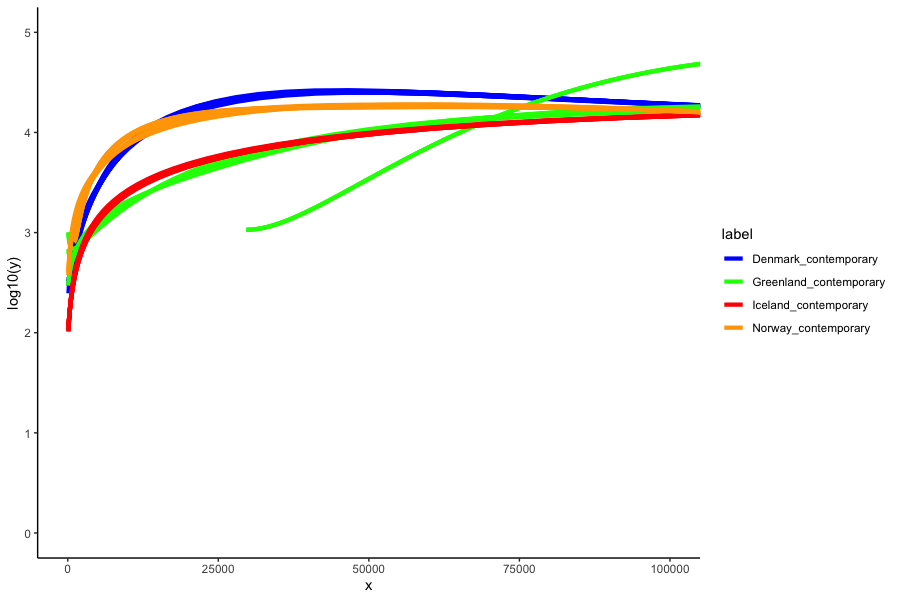 5
4
3
2
1
0
log10(y)
0 25000 50000 75000 100000
x
label
Denmark_contemporary
Greenland_contemporary
Iceland_contemporary
Norway_contemporary